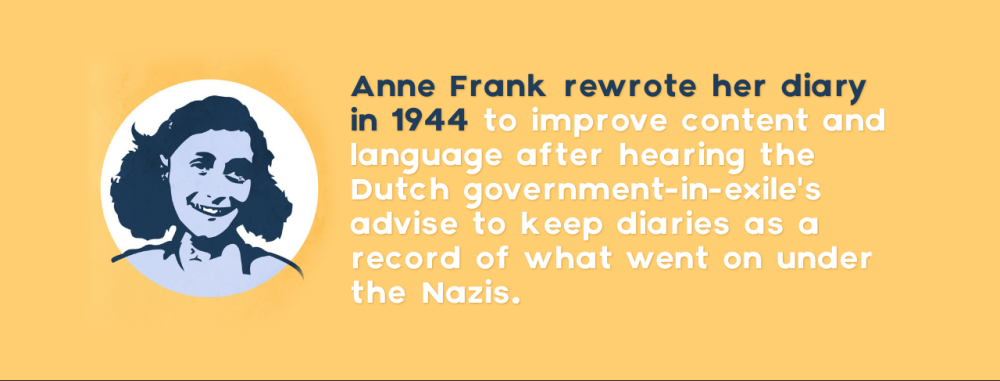 Anne Frank rewrote her diary
in 1944 to improve content and
language after hearing the
Dutch government-in-exile's
advise to keep diaries as a
record of what went on under
the Nazis.